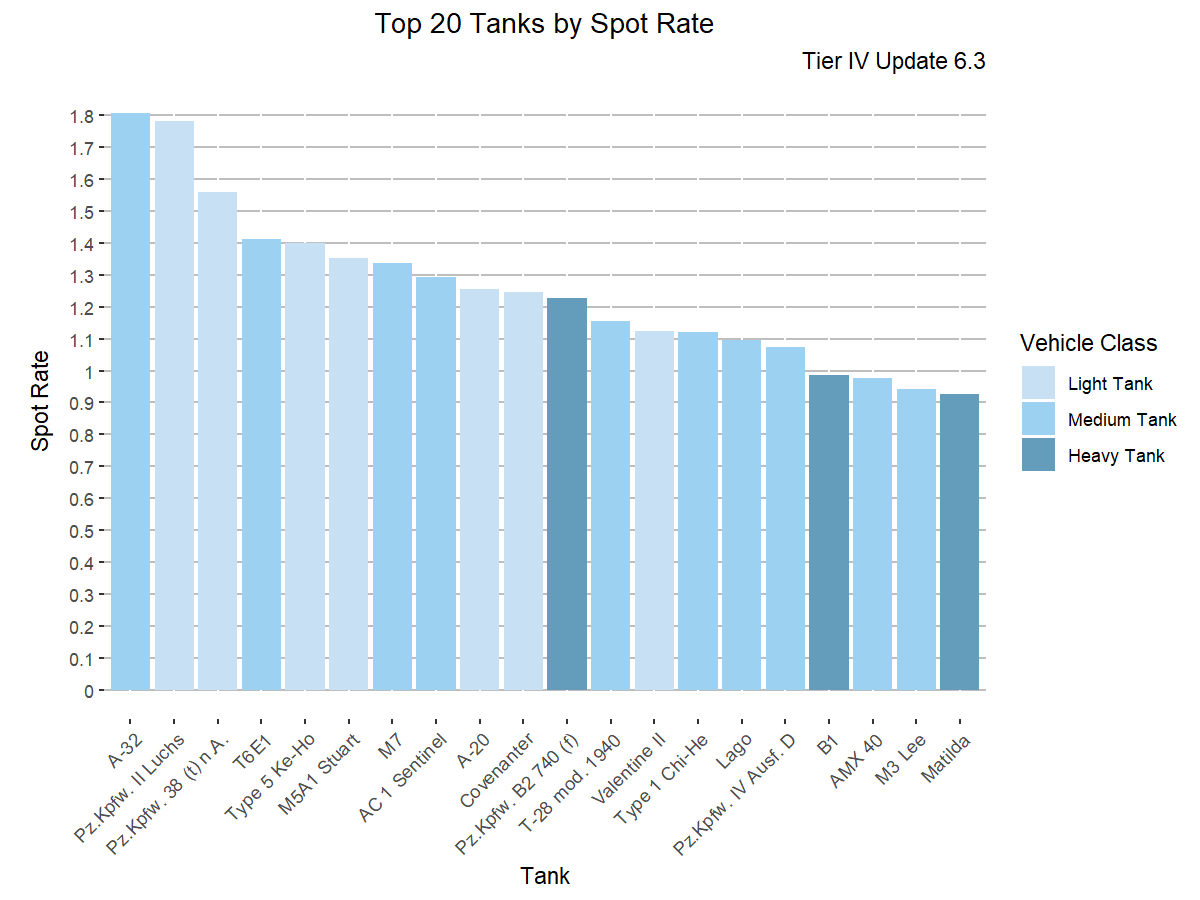 Top 20 Tanks by Spot Rate
Tier IV Update 6.3
1.8
1.7
1.6
1.5
1.4
1.3
1.2
1.1
1
0.9
0.8
0.7
0.6
0.5
0.4
0.3
0.2
0.1
0
Spot Rate
A-32
Pz.Kpfw. II Luchs
Pz.Kpfw. 38 (t) n.A.
T6E1
Type 5 Ke-Ho
M5A1 Stuart
M7
AC 1 Sentinel
A-20
Covenanter
Pz.Kpfw. B2 740 (f)
T-28 mod. 1940
Valentine II
Type 1 Chi-He
Lago
Pz.Kpfw. IV Ausf. D
B1
AMX 40
M3 Lee
Matilda
Tank
Vehicle Class
Light Tank
Medium Tank
Heavy Tank